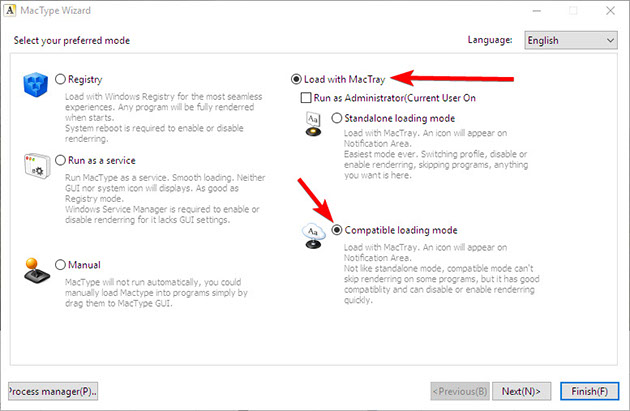 MacType Wizard
Select your preferred mode
Language:
English
Registry
Load with Windows Registry for the most seamless
experiences. Any program will be fully rendered
when starts.
System reboot is required to enable or disable
rendering.
Run as a service
Run MacType as a service. Smooth loading. Neither
GUI nor system icon will displays. As good as
Registry mode.
Windows Service Manager is required to enable or
disable rendering for it lacks GUI settings.
Manual
MacType will not run automatically, you could
manually load Mactype into programs simply by
drag them to MacType GUI.
Load with MacTray
Run as Administrator(Current User On
Standalone loading mode
Load with MacTray. An icon will appear on
Notification Area.
Easiest mode ever. Switching profile, disable or
enable rendering, skipping programs, anything
you want is here.
Compatible loading mode
Load with MacTray. An icon will appear on
Notification Area.
Not like standalone mode, compatible mode can't
skip rendering on some programs, but it has good
compatiblity and can disable or enable rendering
quickly.
Process manager(P)..
<Previous(B)
Next(N)>
Finish(F)